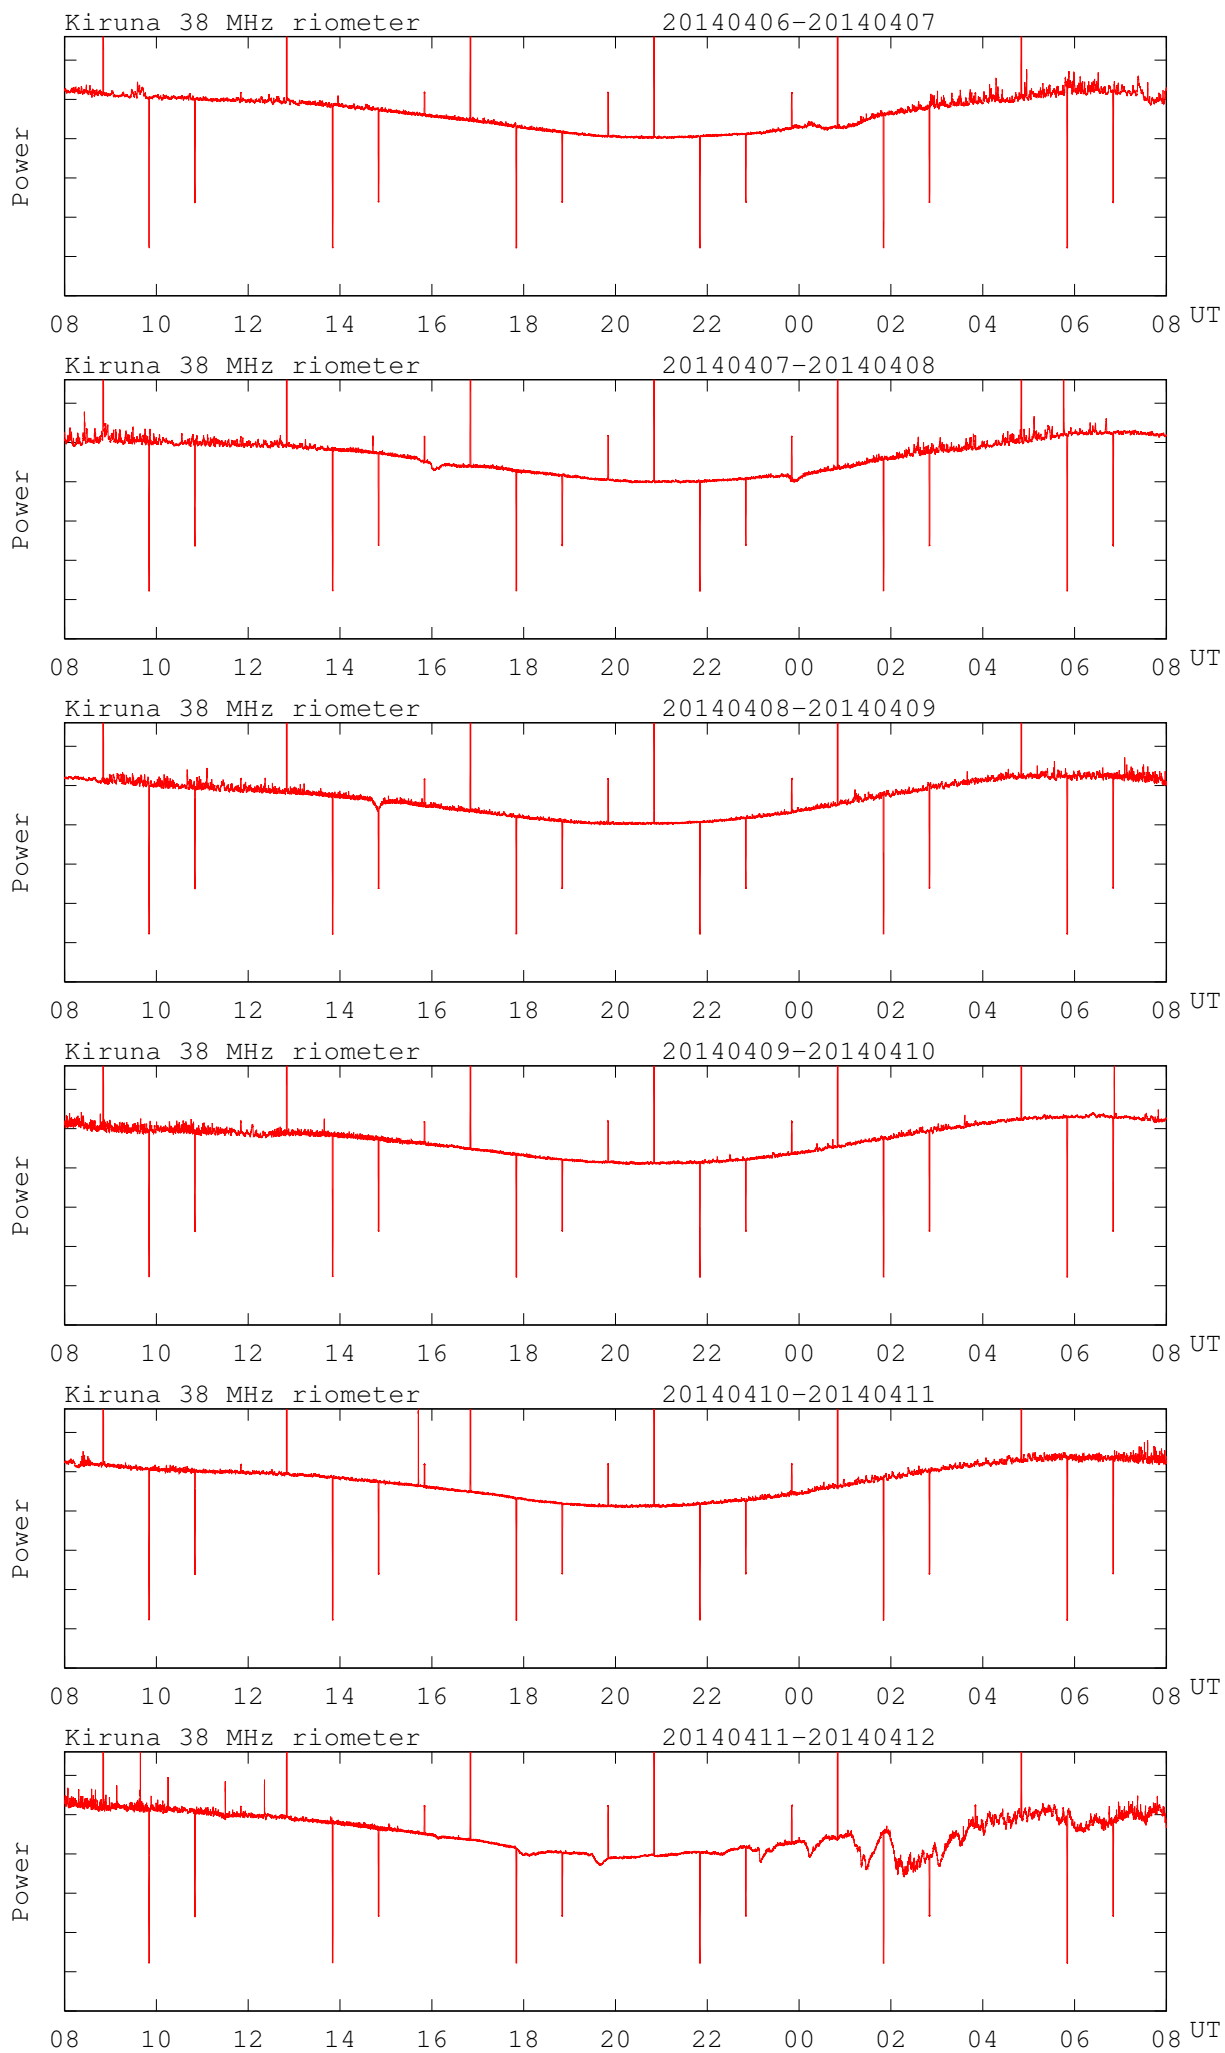 Kiruna 38 MHz riometer 20140406-20140407
Power
08 10 12 14 16 18 20 22 00 02 04 06 08 UT
Kiruna 38 MHz riometer 20140407-20140408
Power
08 10 12 14 16 18 20 22 00 02 04 06 08 UT
Kiruna 38 MHz riometer 20140408-20140409
Power
08 10 12 14 16 18 20 22 00 02 04 06 08 UT
Kiruna 38 MHz riometer 20140409-20140410
Power
08 10 12 14 16 18 20 22 00 02 04 06 08 UT
Kiruna 38 MHz riometer 20140410-20140411
Power
08 10 12 14 16 18 20 22 00 02 04 06 08 UT
Kiruna 38 MHz riometer 20140411-20140412
Power
08 10 12 14 16 18 20 22 00 02 04 06 08 UT